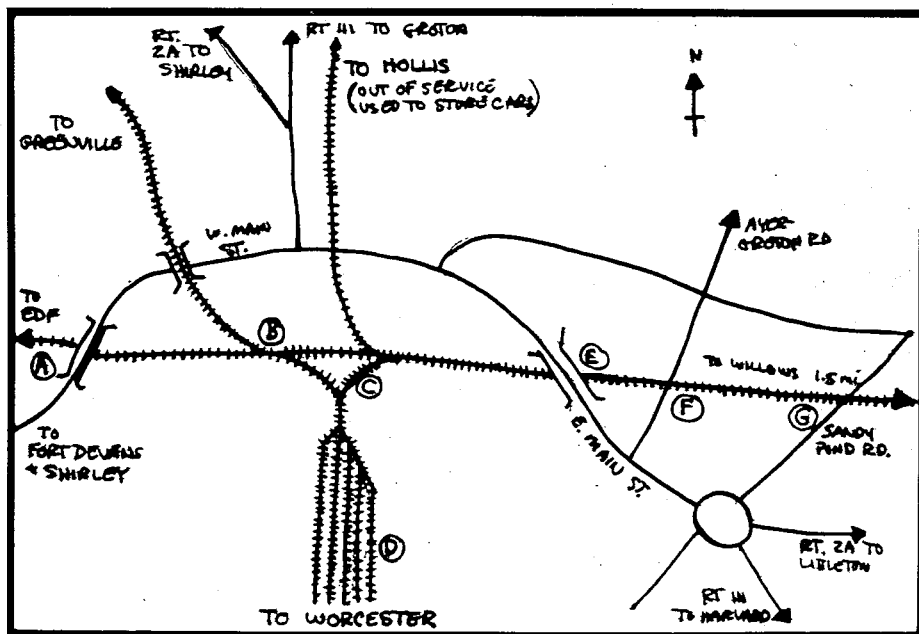 RT.
2A TO
SHIRLEY
RT 111 TO GROTON
TO HOLLIS
(OUT OF SERVICE
USED TO STORE CARS)
N
TO
GREENVILLE
W. MAIN
ST.
AYER
GROTON RD
TO
EDF
A
B
C
E
TO WILLOWS 1.5 mi
F
G
SANDY
POND RD.
TO
FORT DEVENS
& SHIRLEY
E. MAIN ST.
D
RT. 2A TO
LITTLETON
RT 111
TO HARVARD
TO WORCESTER